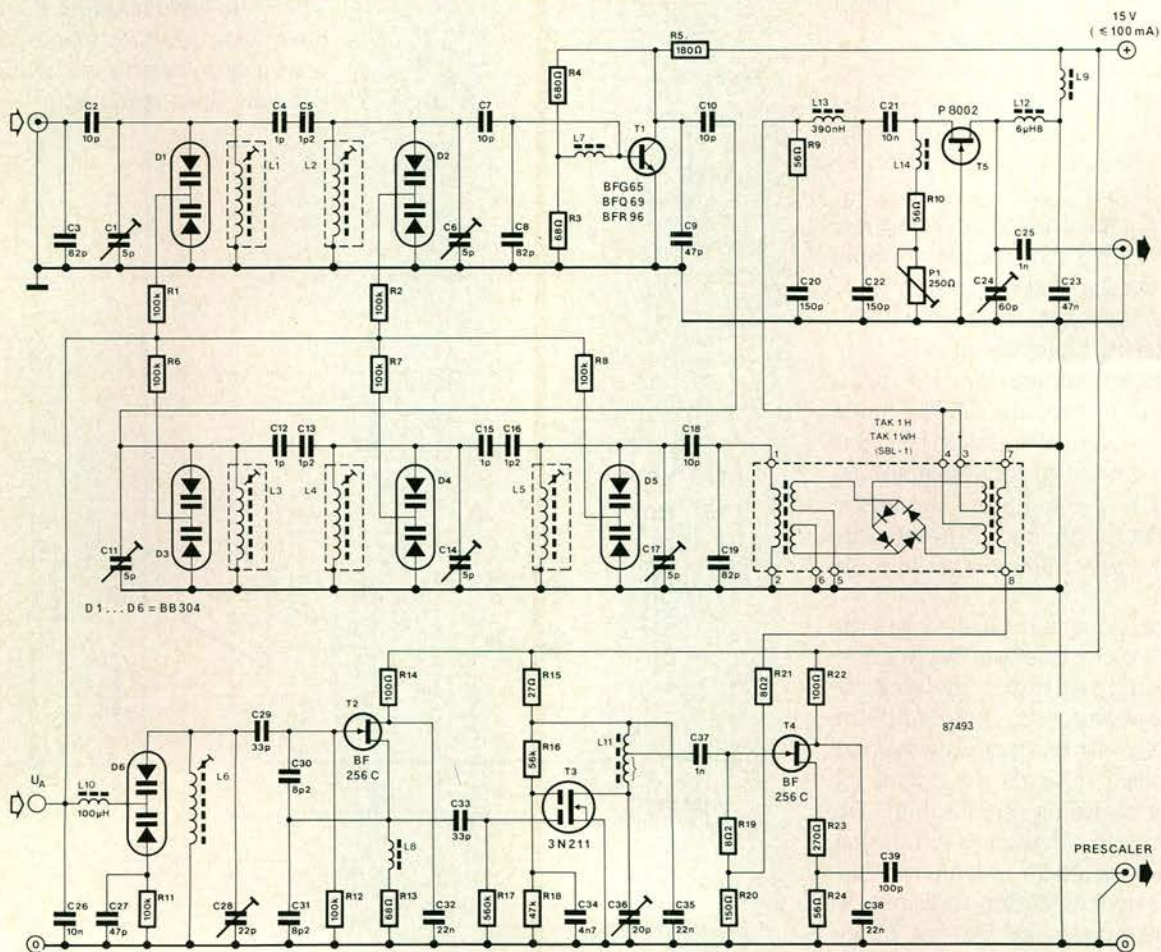 15 V
(≤ 100 mA)
R5
180Ω
R4
680Ω
L9
C2
10p
C4
1p
C5
1p2
C7
10p
T1
C10
10p
L13
390nH
C21
10n
P 8002
L12
6µH8
D1
L1
L2
D2
L7
BFG65
BFQ 69
BFR 96
R9
56Ω
L14
T5
R10
56Ω
C3
82p
C1
5p
C6
5p
C8
82p
R3
68Ω
C9
47p
C25
1n
P1
250Ω
C20
150p
C22
150p
C24
60p
C23
47n
R1
100k
R2
100k
R6
100k
R7
100k
R8
100k
C12
1p
C13
1p2
C15
1p
C16
1p2
C18
10p
TAK 1 H
TAK 1 WH
(SBL-1)
1
4
3
7
L3
L4
D4
L5
D5
C11
5p
D3
C14
5p
C17
5p
C19
82p
2
6
5
8
D1...D6 = BB304
R14
100Ω
R15
27Ω
R21
8Ω2
R22
100Ω
C29
33p
T2
BF
256 C
R16
56k
L11
C37
1n
T4
BF
256 C
87493
UA
D6
L6
C30
8p2
T3
3N211
L10
100µH
C33
33p
R19
8Ω2
R23
270Ω
L8
C39
100p
PRESCALER
C26
10n
C27
47p
R11
100k
C28
22p
C31
8p2
R12
100k
R13
68Ω
C32
22n
R17
560k
R18
47k
C34
4n7
C36
20p
C35
22n
R20
150Ω
R24
56Ω
C38
22n
0
0